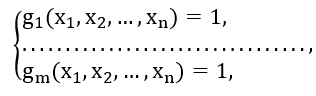 g₁(x₁, x₂, … , xₙ) = 1,
................................,
gₘ(x₁, x₂, … , xₙ) = 1,